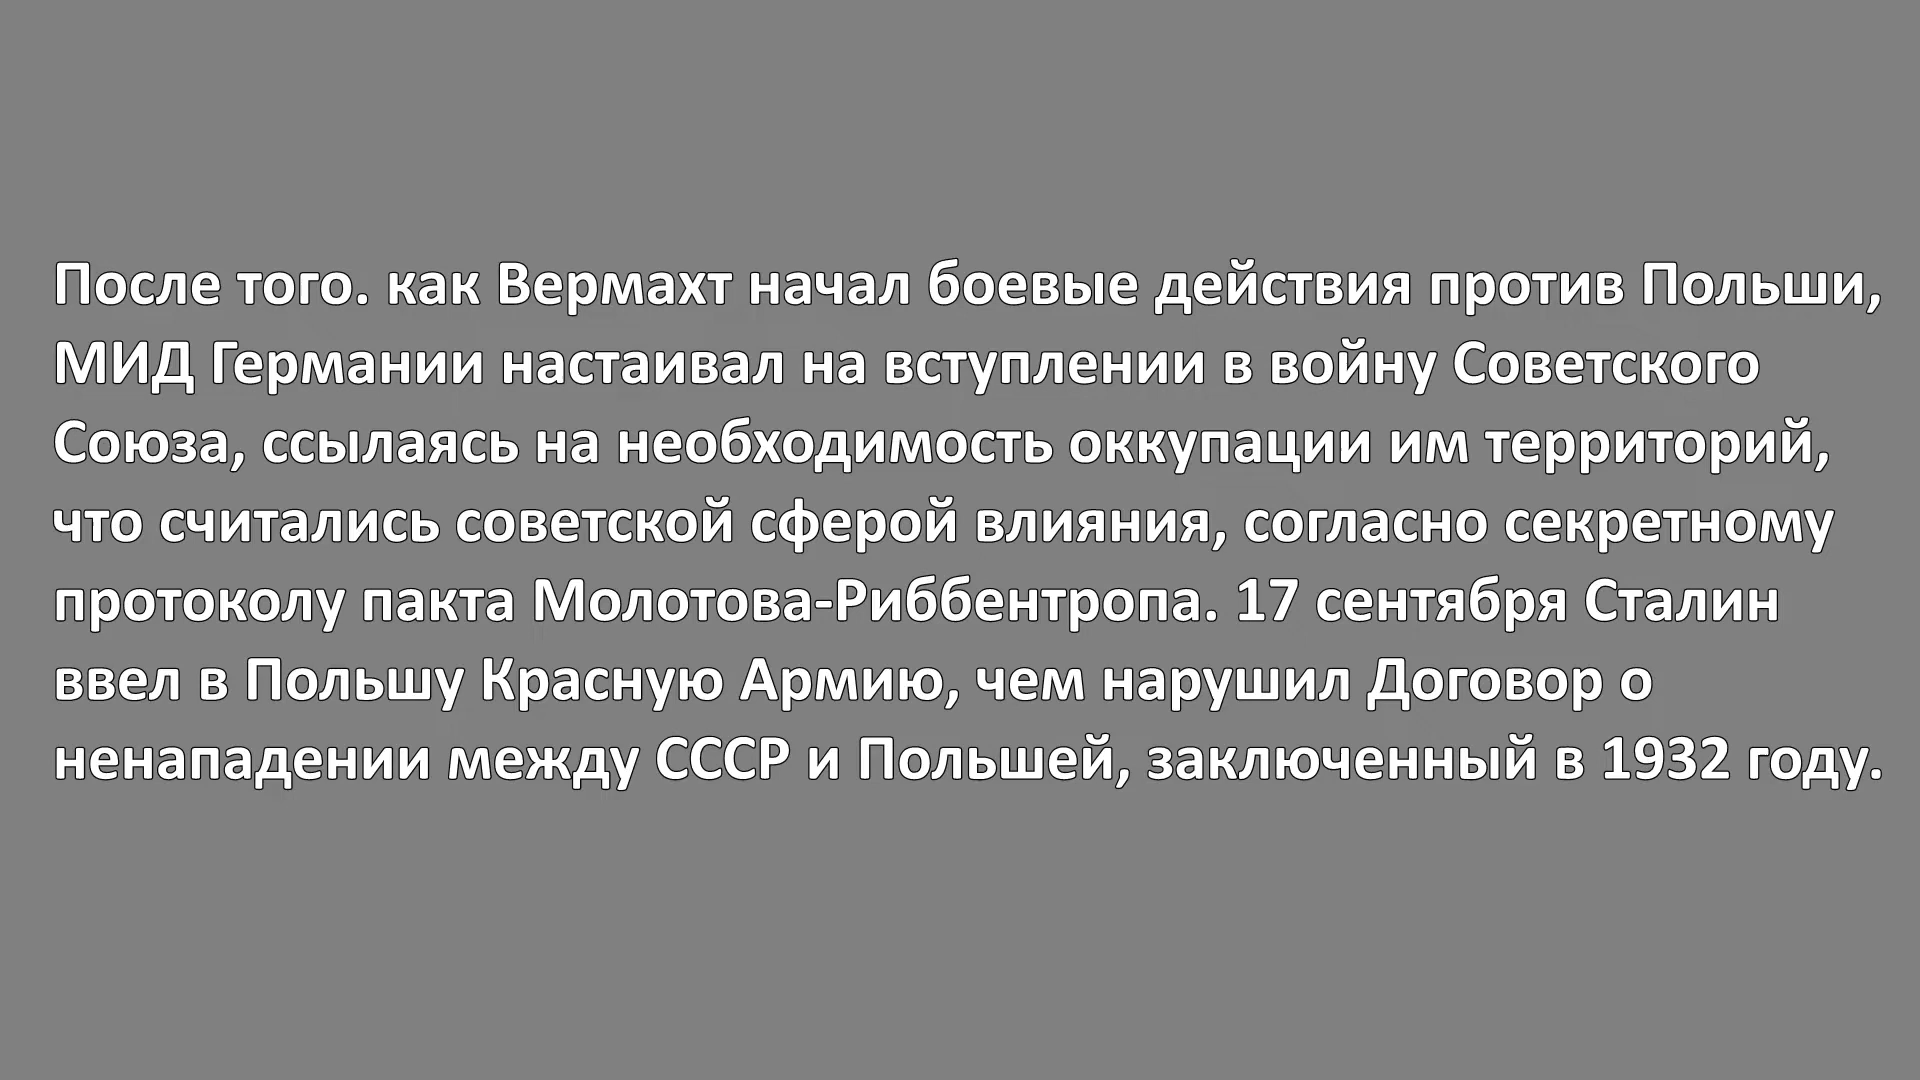 После того. как Вермахт начал боевые действия против Польши,
МИД Германии настаивал на вступлении в войну Советского
Союза, ссылаясь на необходимость оккупации им территорий,
что считались советской сферой влияния, согласно секретному
протоколу пакта Молотова-Риббентропа. 17 сентября Сталин
ввел в Польшу Красную Армию, чем нарушил Договор о
ненападении между СССР и Польшей, заключенный в 1932 году.